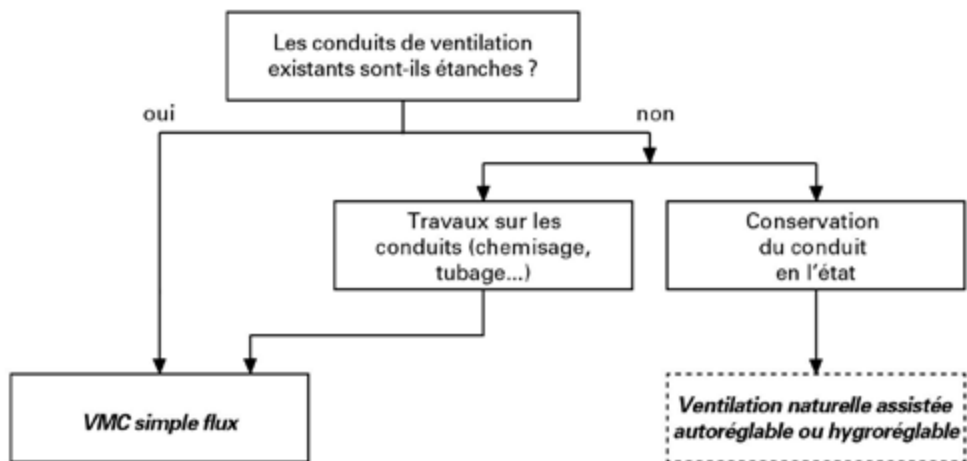 Les conduits de ventilation
existants sont-ils étanches ?
oui
non
Travaux sur les
conduits (chemisage,
tubage...)
Conservation
du conduit
en l'état
VMC simple flux
Ventilation naturelle assistée
autoréglable ou hygroréglable